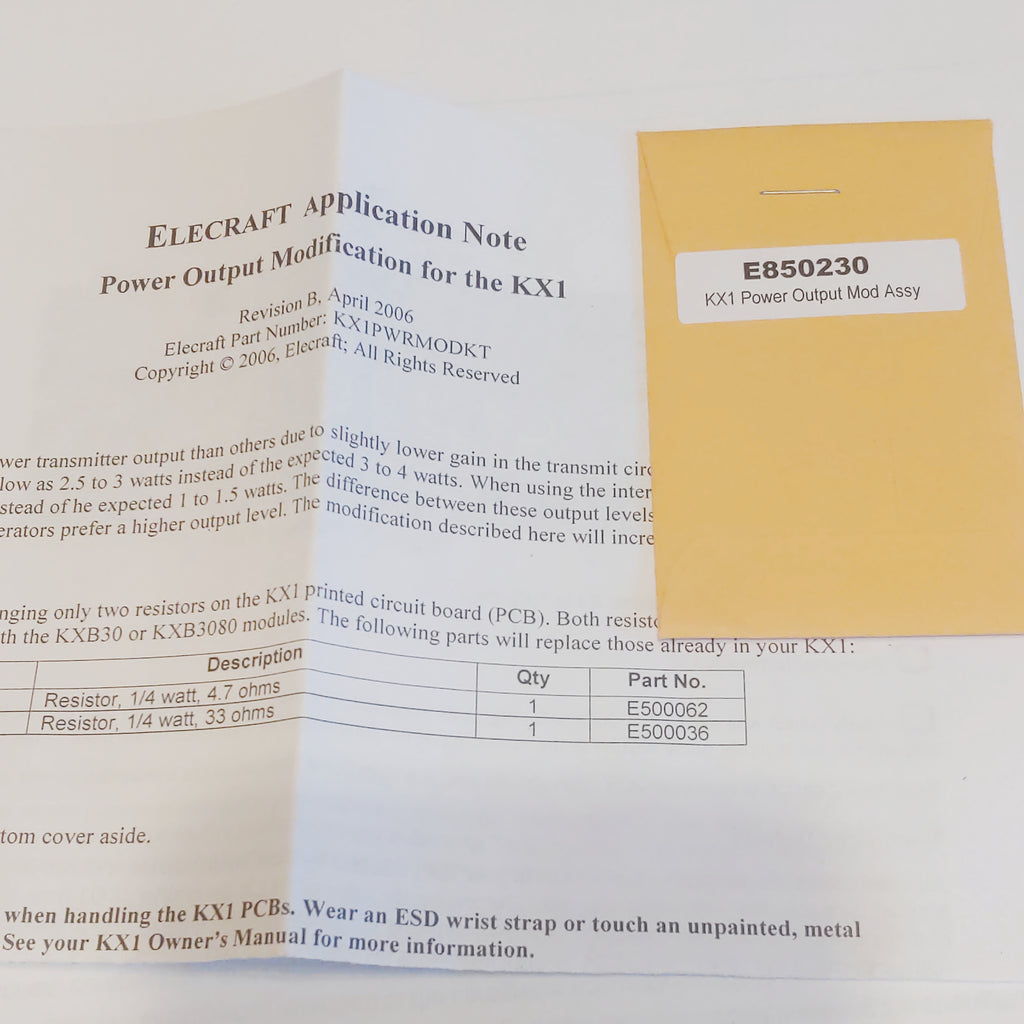 ELECRAFT Application Note
Power Output Modification for the KX1
Revision B, April 2006
Elecraft Part Number: KX1PWRMODKT
Copyright © 2006, Elecraft; All Rights Reserved
E850230
KX1 Power Output Mod Assy
wer transmitter output than others due to slightly lower gain in the transmit circ
low as 2.5 to 3 watts instead of the expected 3 to 4 watts. When using the inter
stead of he expected 1 to 1.5 watts. The difference between these output levels
erators prefer a higher output level. The modification described here will incre
nging only two resistors on the KX1 printed circuit board (PCB). Both resisto
th the KXB30 or KXB3080 modules. The following parts will replace those already in your KX1:
Description Qty Part No.
Resistor, 1/4 watt, 4.7 ohms 1 E500062
Resistor, 1/4 watt, 33 ohms 1 E500036
tom cover aside.
when handling the KX1 PCBs. Wear an ESD wrist strap or touch an unpainted, metal
See your KX1 Owner's Manual for more information.